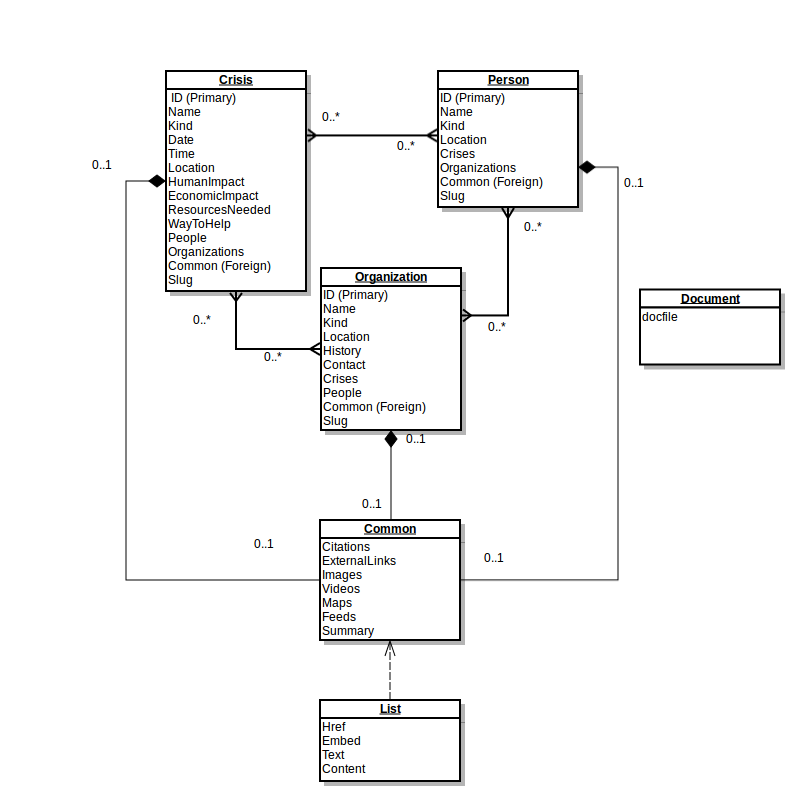 Crisis
ID (Primary)
Name
Kind
Date
Time
Location
HumanImpact
EconomicImpact
ResourcesNeeded
WayToHelp
People
Organizations
Common (Foreign)
Slug
0..*
0..*
Person
ID (Primary)
Name
Kind
Location
Crises
Organizations
Common (Foreign)
Slug
0..1
0..1
0..*
0..*
0..*
0..*
Organization
ID (Primary)
Name
Kind
Location
History
Contact
Crises
People
Common (Foreign)
Slug
Document
docfile
0..1
0..1
0..1
0..1
Common
Citations
ExternalLinks
Images
Videos
Maps
Feeds
Summary
List
Href
Embed
Text
Content